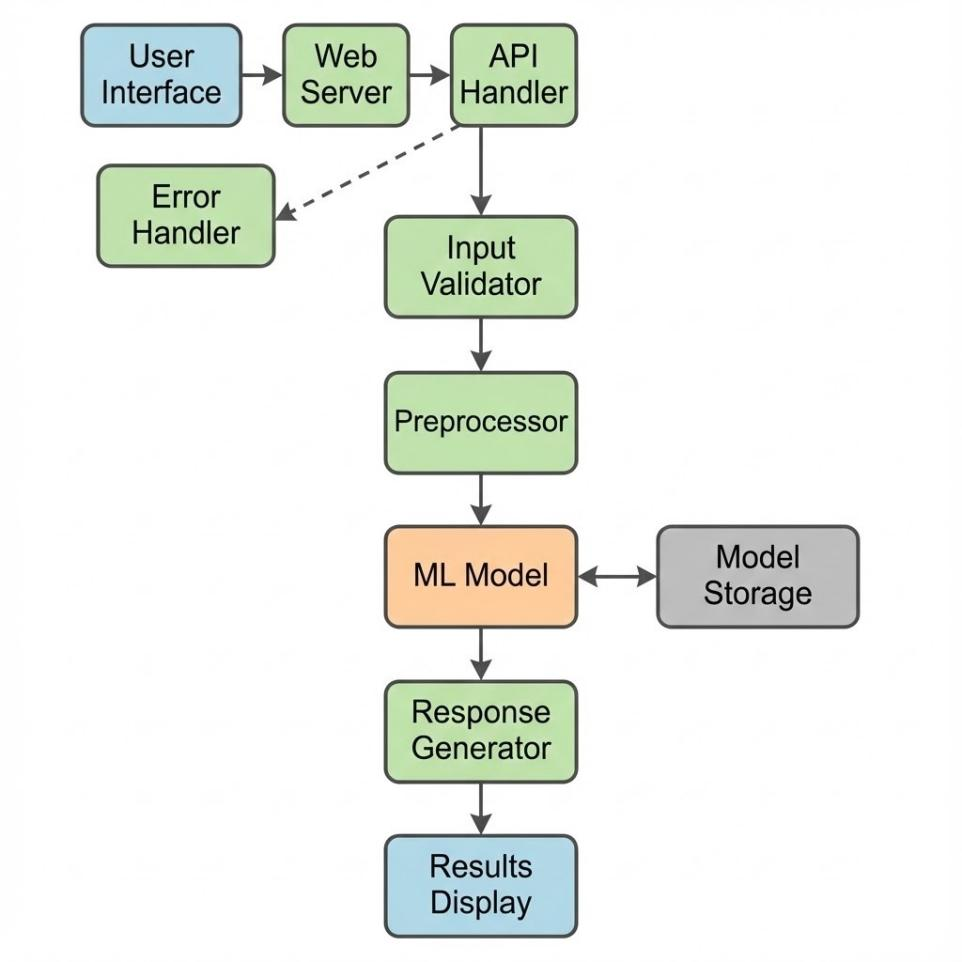 User
Interface
Web
Server
API
Handler
Error
Handler
Input
Validator
Preprocessor
ML Model
Model
Storage
Response
Generator
Results
Display